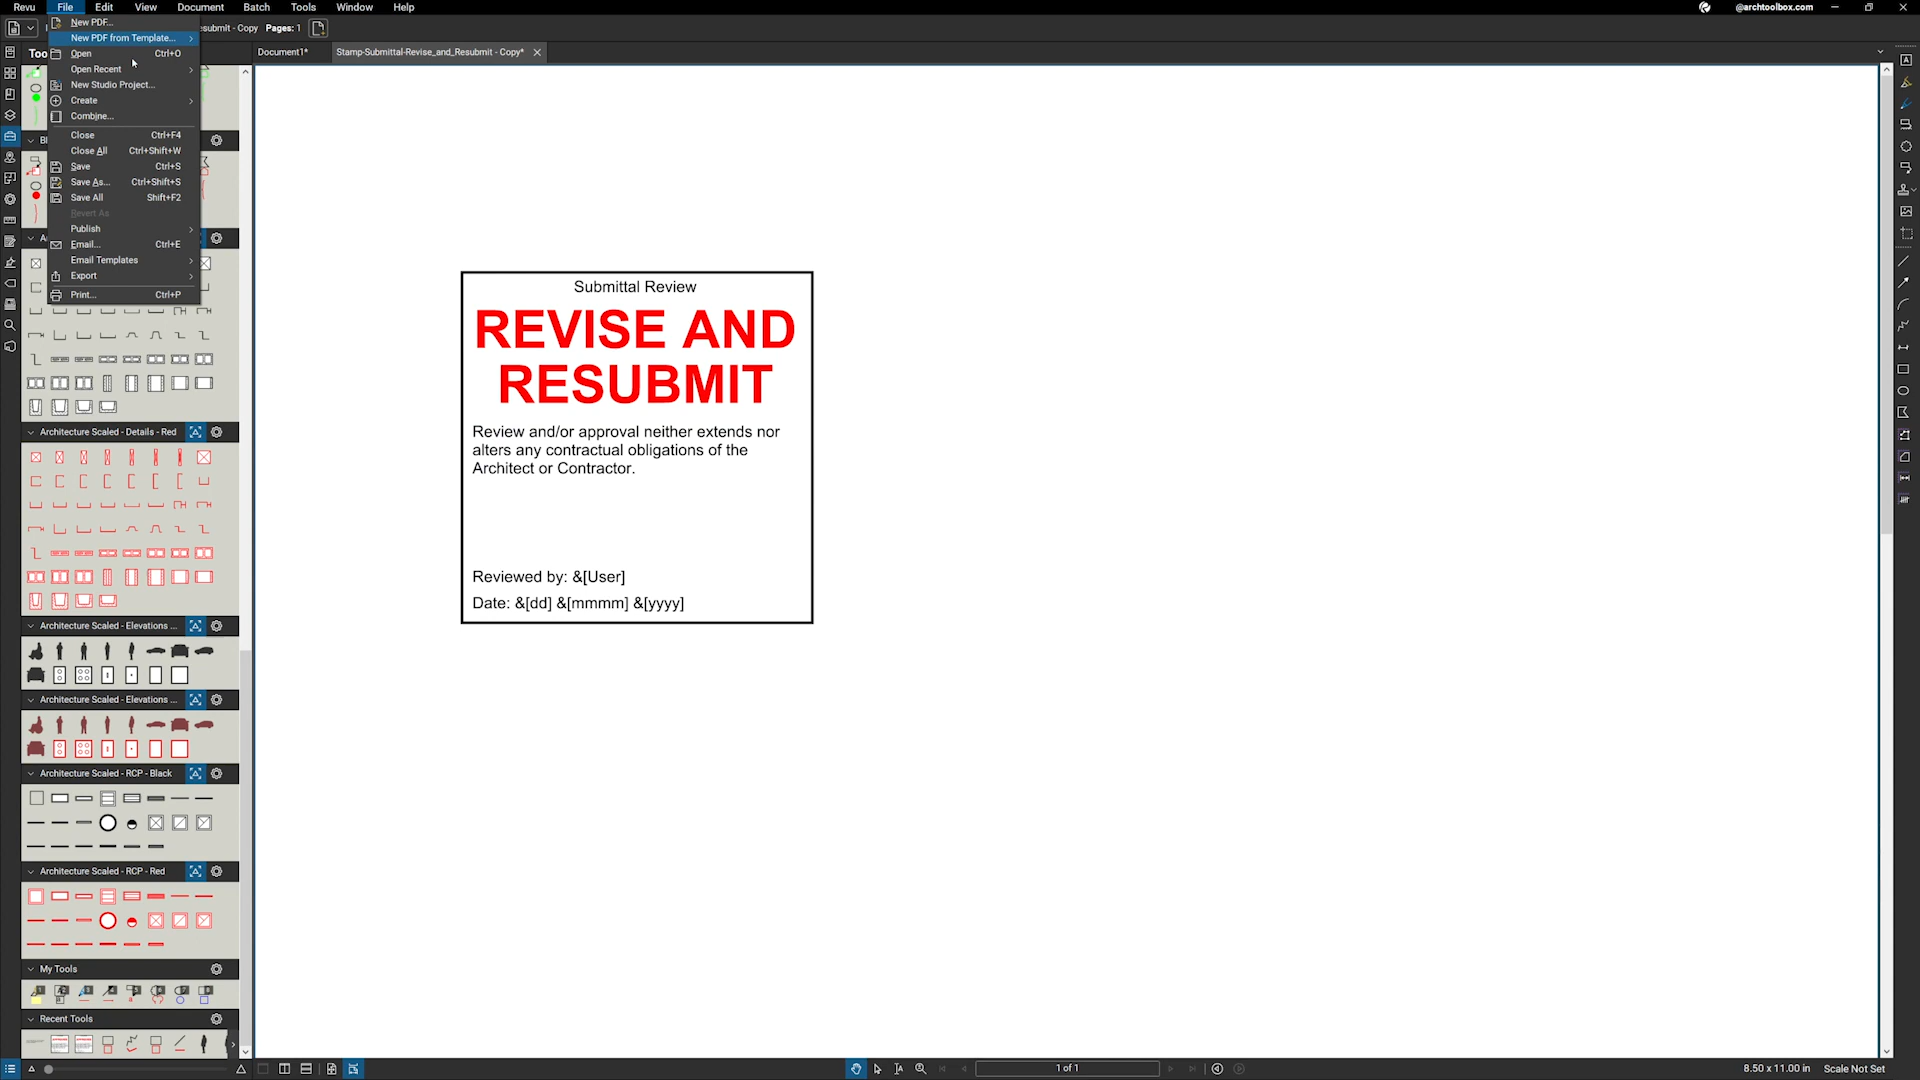 Revu File Edit View Document Batch Tools Window Help
@archtoolbox.com
New PDF...
esubmit - Copy Pages: 1
New PDF from Template...
Too
Document1*
Stamp-Submittal-Revise_and_Resubmit - Copy*
Open Ctrl+O
Open Recent
New Studio Project...
Create
Combine...
Close Ctrl+F4
Close All Ctrl+Shift+W
Save Ctrl+S
Save As... Ctrl+Shift+S
Save All Shift+F2
Revert As
Publish
Email... Ctrl+E
Email Templates
Export
Print... Ctrl+P
Architecture Scaled - Details - Red
Architecture Scaled - Elevations ...
Architecture Scaled - Elevations ...
Architecture Scaled - RCP - Black
Architecture Scaled - RCP - Red
My Tools
Recent Tools
Submittal Review
REVISE AND
RESUBMIT
Review and/or approval neither extends nor
alters any contractual obligations of the
Architect or Contractor.
Reviewed by: &[User]
Date: &[dd] &[mmmm] &[yyyy]
1 of 1
8.50 x 11.00 in Scale Not Set